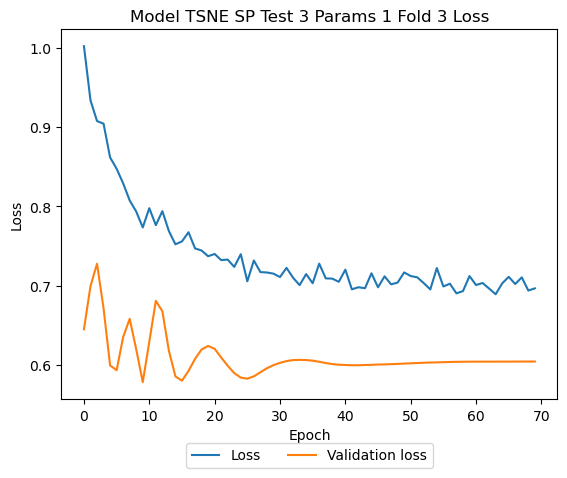 Model TSNE SP Test 3 Params 1 Fold 3 Loss
1.0
0.9
0.8
0.7
0.6
Loss
0 10 20 30 40 50 60 70
Epoch
Loss Validation loss